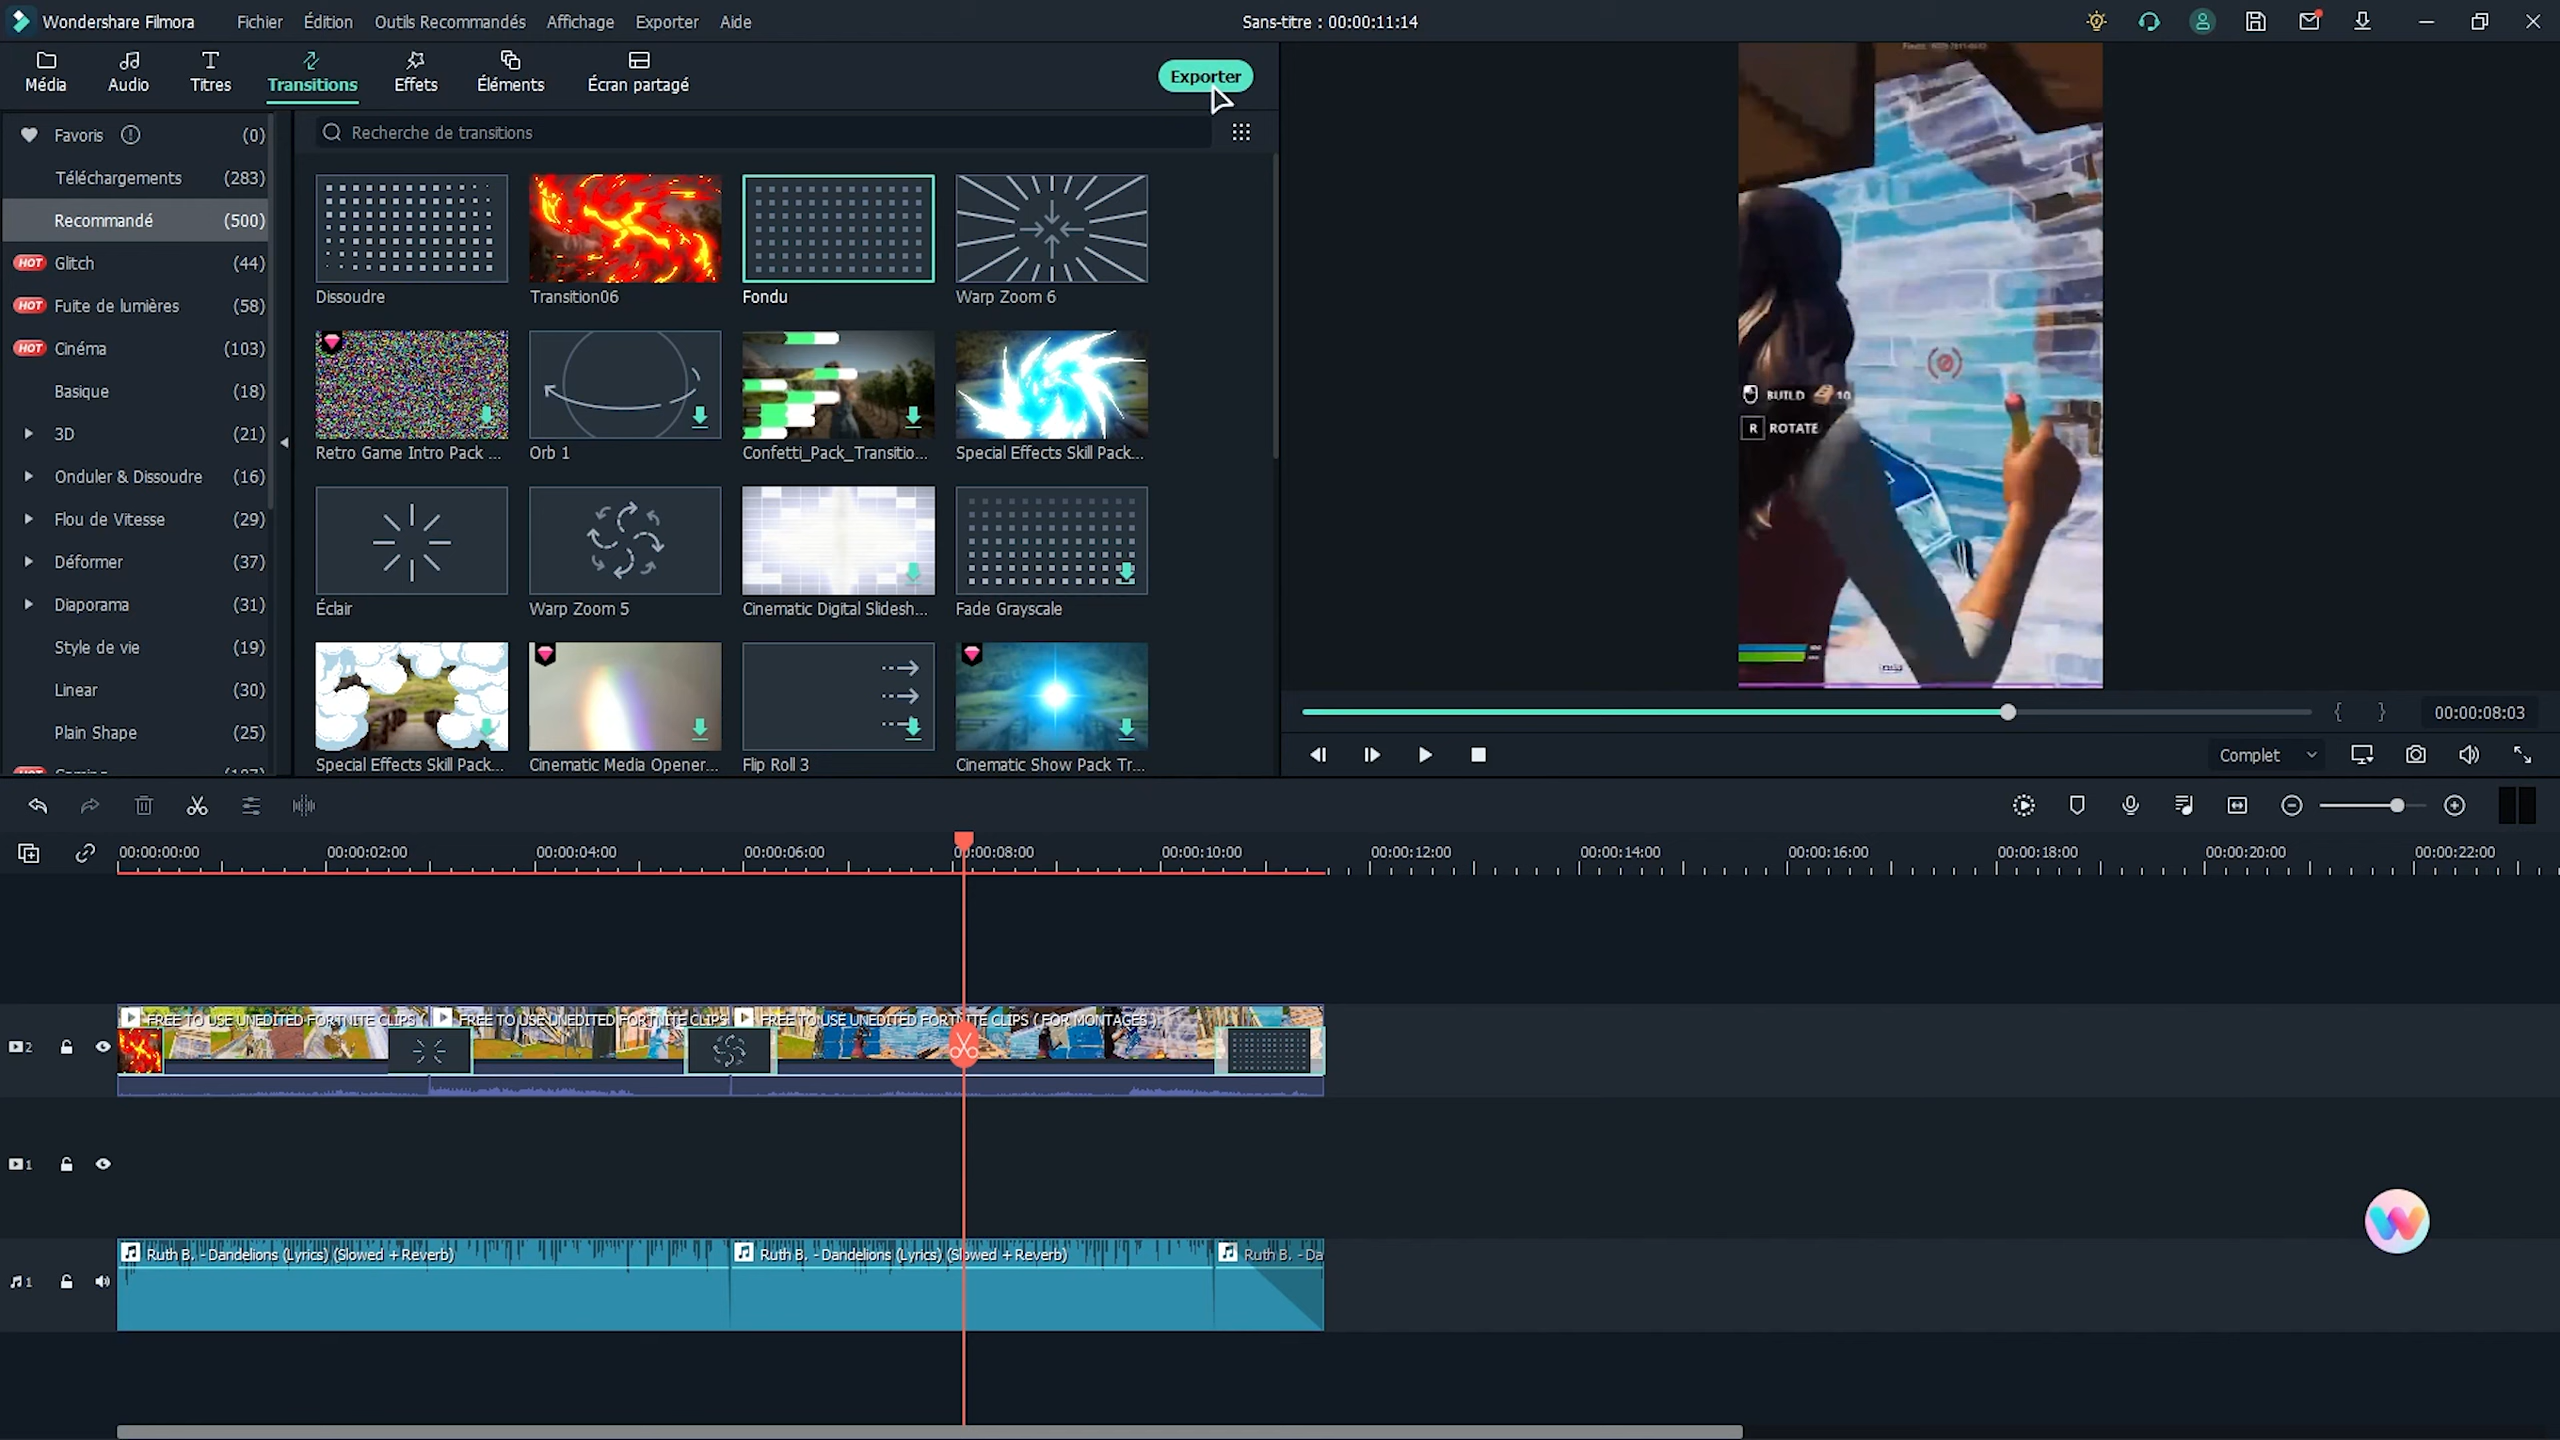 Wondershare Filmora
Fichier
Édition
Outils Recommandés
Affichage
Exporter
Aide
Sans-titre : 00:00:11:14
Média
Audio
Titres
Transitions
Effets
Éléments
Écran partagé
Exporter
Favoris (0)
Téléchargements (283)
Recommandé (500)
HOT Glitch (44)
HOT Fuite de lumières (58)
HOT Cinéma (103)
Basique (18)
3D (21)
Onduler & Dissoudre (16)
Flou de Vitesse (29)
Déformer (37)
Diaporama (31)
Style de vie (19)
Linear (30)
Plain Shape (25)
Recherche de transitions
Dissoudre
Transition06
Fondu
Warp Zoom 6
Retro Game Intro Pack ...
Orb 1
Confetti_Pack_Transitio...
Special Effects Skill Pack...
Éclair
Warp Zoom 5
Cinematic Digital Slidesh...
Fade Grayscale
Special Effects Skill Pack...
Cinematic Media Opener...
Flip Roll 3
Cinematic Show Pack Tr...
BUILD 10
R ROTATE
{ } 00:00:08:03
Complet
00:00:00:00
00:00:02:00
00:00:04:00
00:00:06:00
00:00:08:00
00:00:10:00
00:00:12:00
00:00:14:00
00:00:16:00
00:00:18:00
00:00:20:00
00:00:22:00
FREE TO USE UNEDITED FORTNITE CLIPS (
FREE TO USE UNEDITED FORTNITE CLIPS
FREE TO USE UNEDITED FORTNITE CLIPS ( FOR MONTAGES )
2
1
Ruth B. - Dandelions (Lyrics) (Slowed + Reverb)
Ruth B. - Dandelions (Lyrics) (Slowed + Reverb)
Ruth B. - Da
1